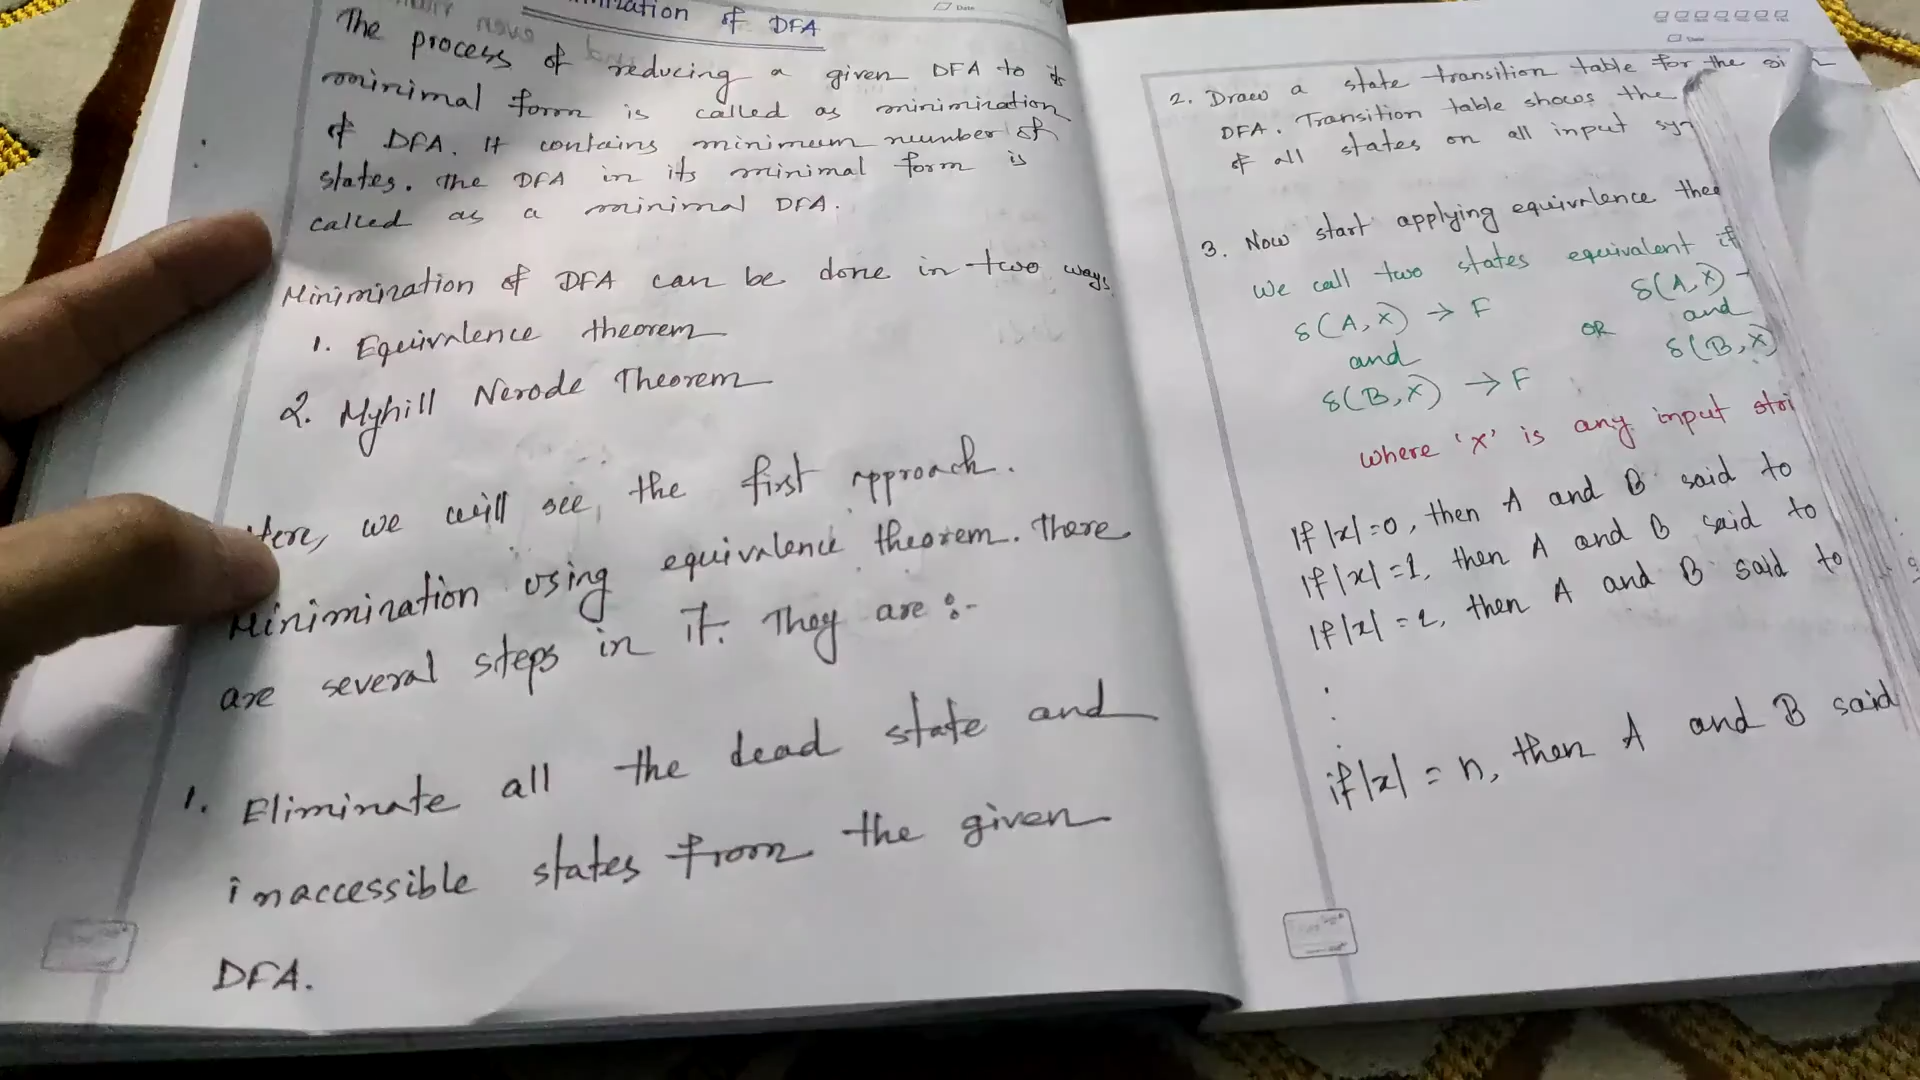 of DFA
The process of reducing a given DFA to it
minimal form is called as minimization
of DFA. It contains minimum number of
states. The DFA in its minimal form is
called as a minimal DFA.
Minimization of DFA can be done in two ways
1. Equivalence theorem
2. Myhill Nerode Theorem
Here, we will see the first approach.
Minimization using equivalence theorem. There
are several steps in it. They are :-
1. Eliminate all the dead state and
inaccessible states from the given
DFA.
2. Draw a state transition table for the
DFA. Transition table shows the
of all states on all input
3. Now start applying equivalence
We call two states equivalent if
δ(A, X) → F OR δ(A, X)
and and
δ(B, X) → F δ(B, X)
where 'x' is any input
If |x| = 0, then A and B said to
If |x| = 1, then A and B said to
If |x| = 2, then A and B said to
.
.
.
if |x| = n, then A and B said